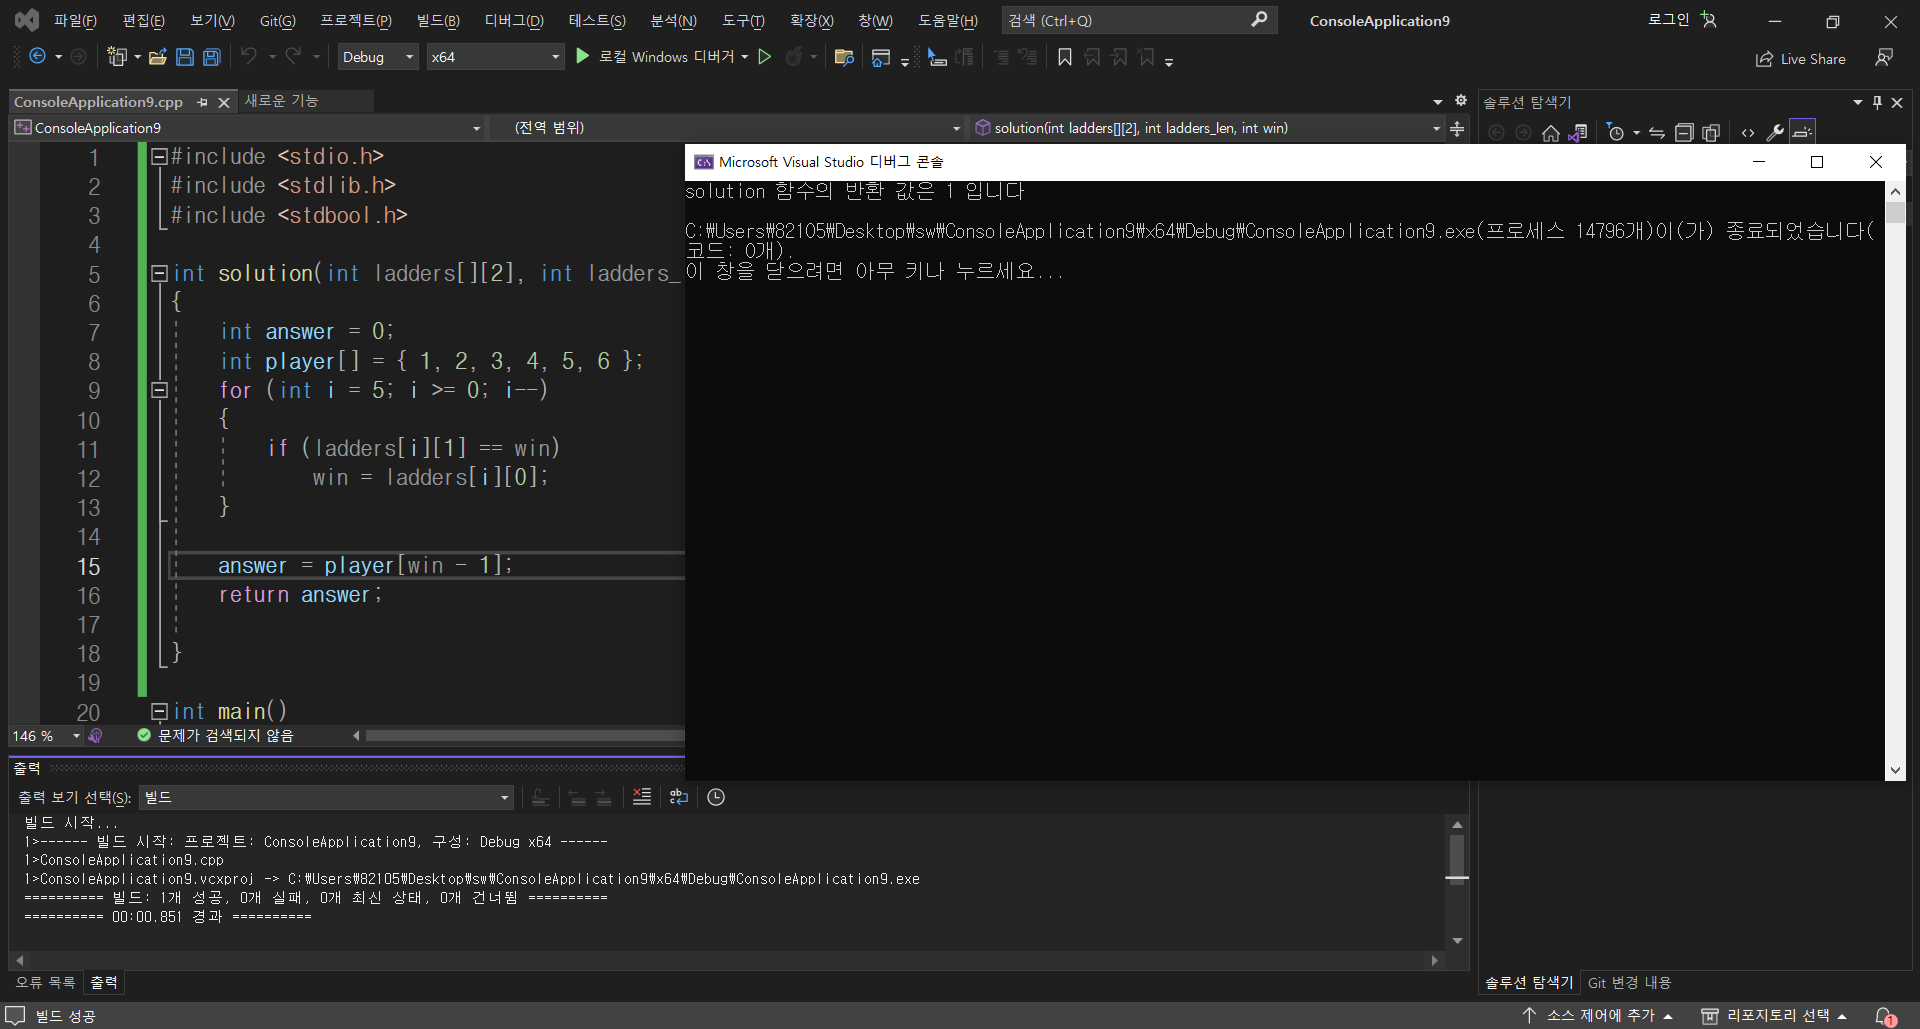 파일(F) 편집(E) 보기(V) Git(G) 프로젝트(P) 빌드(B) 디버그(D) 테스트(S) 분석(N) 도구(T) 확장(X) 창(W) 도움말(H) 검색 (Ctrl+Q) ConsoleApplication9 로그인
Debug x64 로컬 Windows 디버거 Live Share
ConsoleApplication9.cpp 새로운 기능 솔루션 탐색기
ConsoleApplication9 (전역 범위) solution(int ladders[][2], int ladders_len, int win)
1 #include <stdio.h>
2 #include <stdlib.h>
3 #include <stdbool.h>
4
5 int solution(int ladders[][2], int ladders_
6 {
7 int answer = 0;
8 int player[] = { 1, 2, 3, 4, 5, 6 };
9 for (int i = 5; i >= 0; i--)
10 {
11 if (ladders[i][1] == win)
12 win = ladders[i][0];
13 }
14
15 answer = player[win - 1];
16 return answer;
17
18 }
19
20 int main()
Microsoft Visual Studio 디버그 콘솔
solution 함수의 반환 값은 1 입니다
C:₩Users₩82105₩Desktop₩sw₩ConsoleApplication9₩x64₩Debug₩ConsoleApplication9.exe(프로세스 14796개)이(가) 종료되었습니다(
코드: 0개).
이 창을 닫으려면 아무 키나 누르세요...
146 % 문제가 검색되지 않음
출력
출력 보기 선택(S): 빌드
빌드 시작...
1>------ 빌드 시작: 프로젝트: ConsoleApplication9, 구성: Debug x64 ------
1>ConsoleApplication9.cpp
1>ConsoleApplication9.vcxproj -> C:₩Users₩82105₩Desktop₩sw₩ConsoleApplication9₩x64₩Debug₩ConsoleApplication9.exe
========== 빌드: 1개 성공, 0개 실패, 0개 최신 상태, 0개 건너뜀 ==========
========== 00:00.851 경과 ==========
오류 목록 출력 솔루션 탐색기 Git 변경 내용
빌드 성공 소스 제어에 추가 리포지토리 선택 1